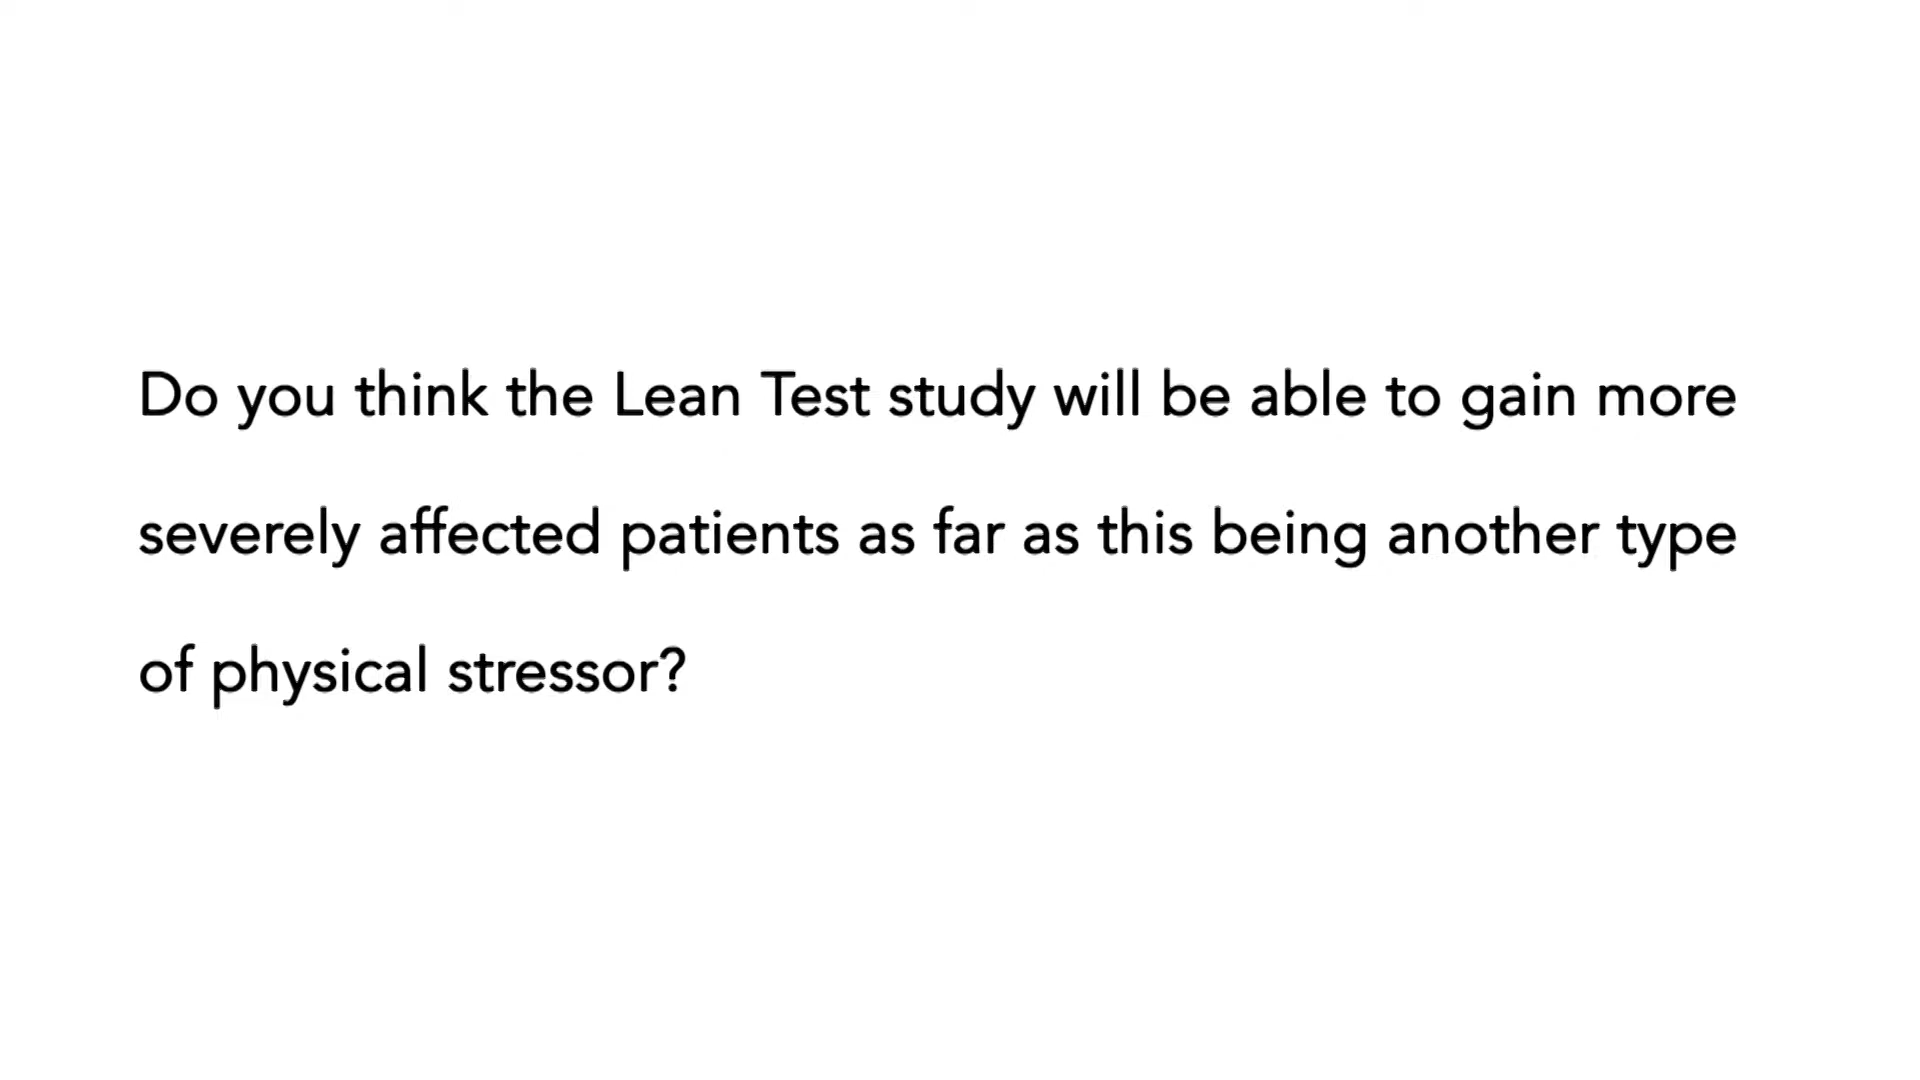 Do you think the Lean Test study will be able to gain more
severely affected patients as far as this being another type
of physical stressor?